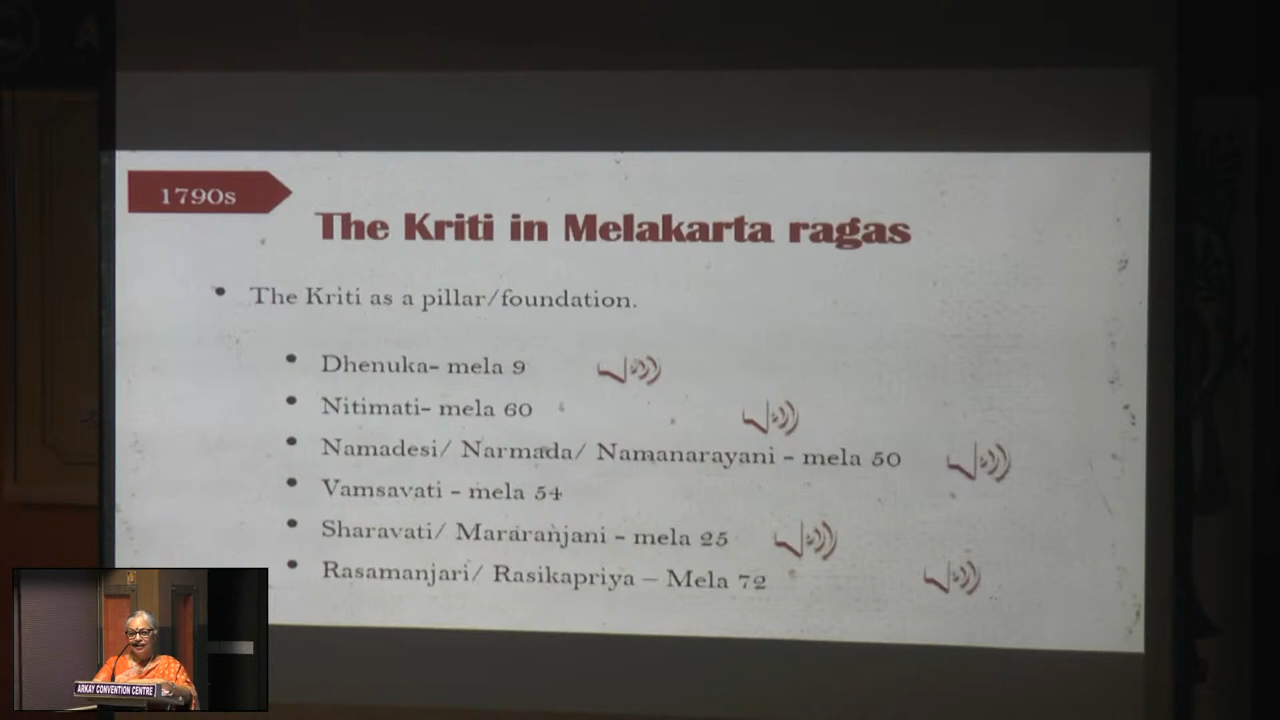 1790s
The Kriti in Melakarta ragas
• The Kriti as a pillar/foundation.
• Dhenuka- mela 9
• Nitimati- mela 60
• Namadesi/ Narmada/ Namanarayani - mela 50
• Vamsavati - mela 54
• Sharavati/ Mararanjani - mela 25
• Rasamanjari/ Rasikapriya – Mela 72
ARKAY CONVENTION CENTRE